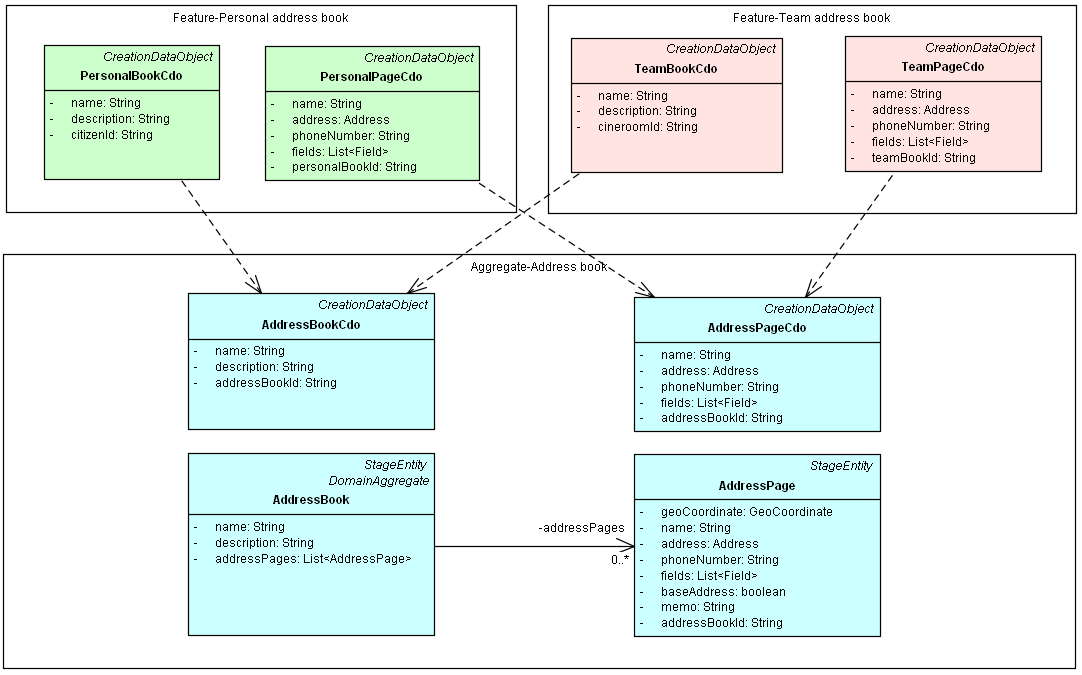 Feature-Personal address book
CreationDataObject
PersonalBookCdo
- name: String
- description: String
- citizenId: String
CreationDataObject
PersonalPageCdo
- name: String
- address: Address
- phoneNumber: String
- fields: List<Field>
- personalBookId: String
Feature-Team address book
CreationDataObject
TeamBookCdo
- name: String
- description: String
- cineroomId: String
CreationDataObject
TeamPageCdo
- name: String
- address: Address
- phoneNumber: String
- fields: List<Field>
- teamBookId: String
Aggregate-Address book
CreationDataObject
AddressBookCdo
- name: String
- description: String
- addressBookId: String
CreationDataObject
AddressPageCdo
- name: String
- address: Address
- phoneNumber: String
- fields: List<Field>
- addressBookId: String
StageEntity
DomainAggregate
AddressBook
- name: String
- description: String
- addressPages: List<AddressPage>
-addressPages
0..*
StageEntity
AddressPage
- geoCoordinate: GeoCoordinate
- name: String
- address: Address
- phoneNumber: String
- fields: List<Field>
- baseAddress: boolean
- memo: String
- addressBookId: String